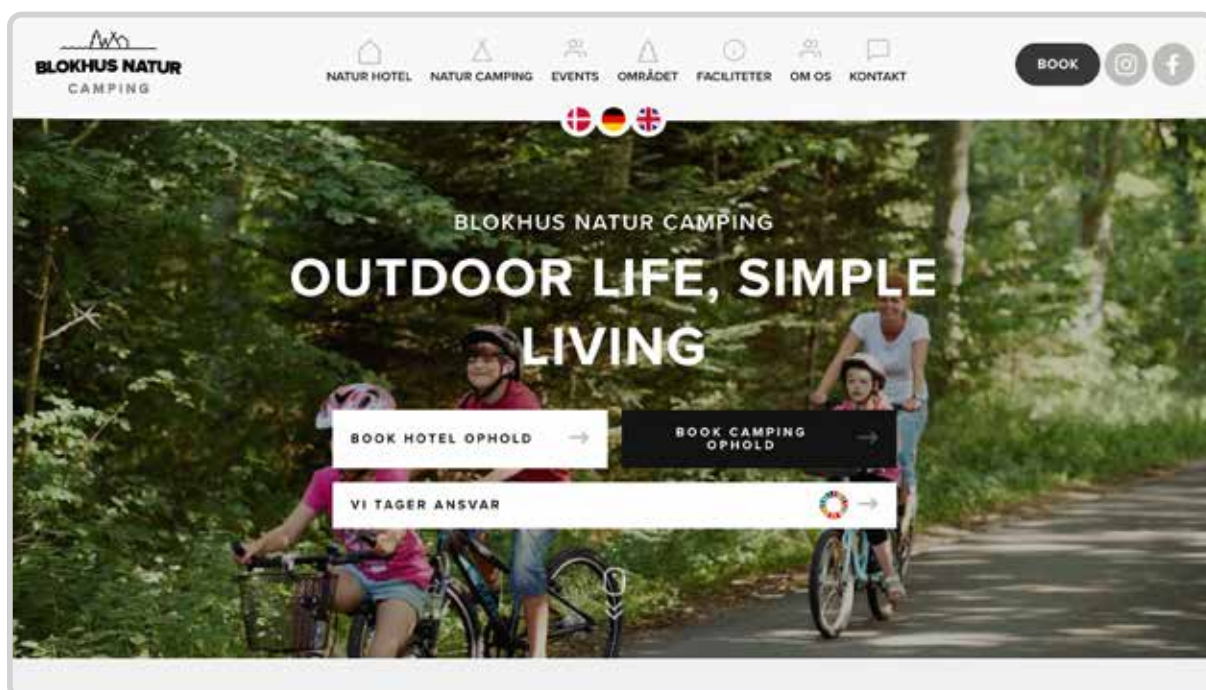 BLOKHUS NATUR
CAMPING
NATUR HOTEL
NATUR CAMPING
EVENTS
OMRÅDET
FACILITETER
OM OS
KONTAKT
BOOK
BLOKHUS NATUR CAMPING
OUTDOOR LIFE, SIMPLE
LIVING
BOOK HOTEL OPHOLD
BOOK CAMPING
OPHOLD
VI TAGER ANSVAR